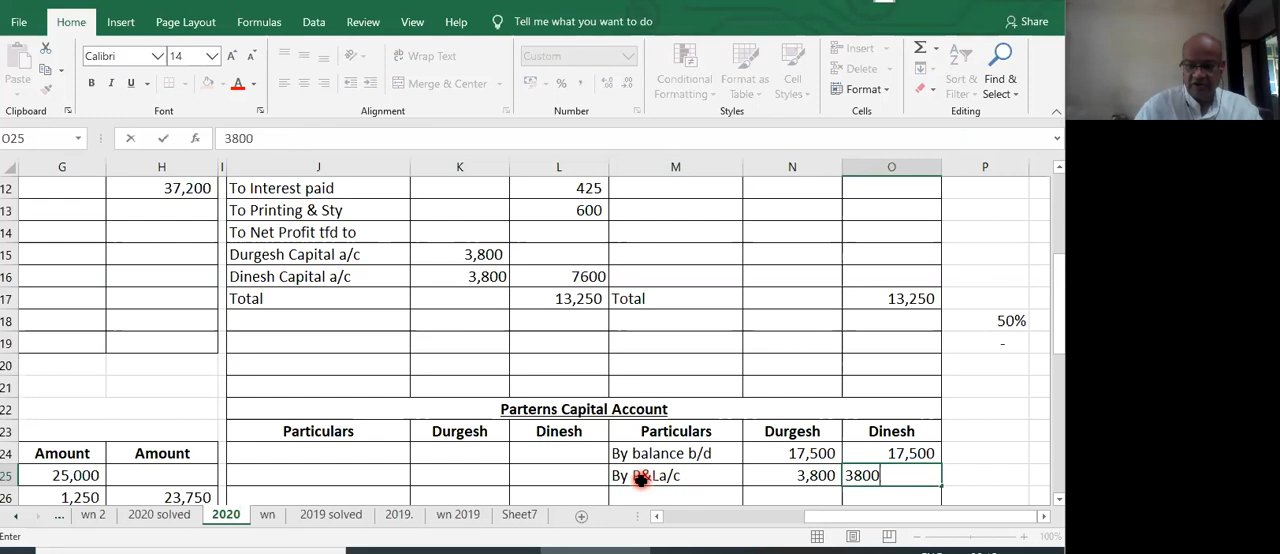 File Home Insert Page Layout Formulas Data Review View Help Tell me what you want to do Share
Calibri 14 A A Wrap Text Custom Insert
Paste B I U A Merge & Center % Conditional Formatting Format as Table Cell Styles Delete Format Sort & Filter Find & Select
Clipboard Font Alignment Number Styles Cells Editing
O25 fx 3800
G H I J K L M N O P
12 37,200 To Interest paid 425
13 To Printing & Sty 600
14 To Net Profit tfd to
15 Durgesh Capital a/c 3,800
16 Dinesh Capital a/c 3,800 7600
17 Total 13,250 Total 13,250
18 50%
19 -
20
21
22 Parterns Capital Account
23 Particulars Durgesh Dinesh Particulars Durgesh Dinesh
24 Amount Amount By balance b/d 17,500 17,500
25 25,000 By P&La/c 3,800 3800
26 1,250 23,750
... wn 2 2020 solved 2020 wn 2019 solved 2019. wn 2019 Sheet7
Enter 100%